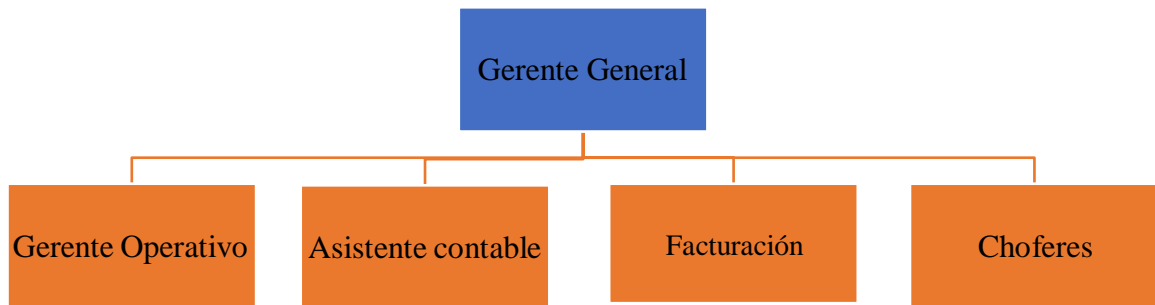 Gerente General
Gerente Operativo
Asistente contable
Facturación
Choferes